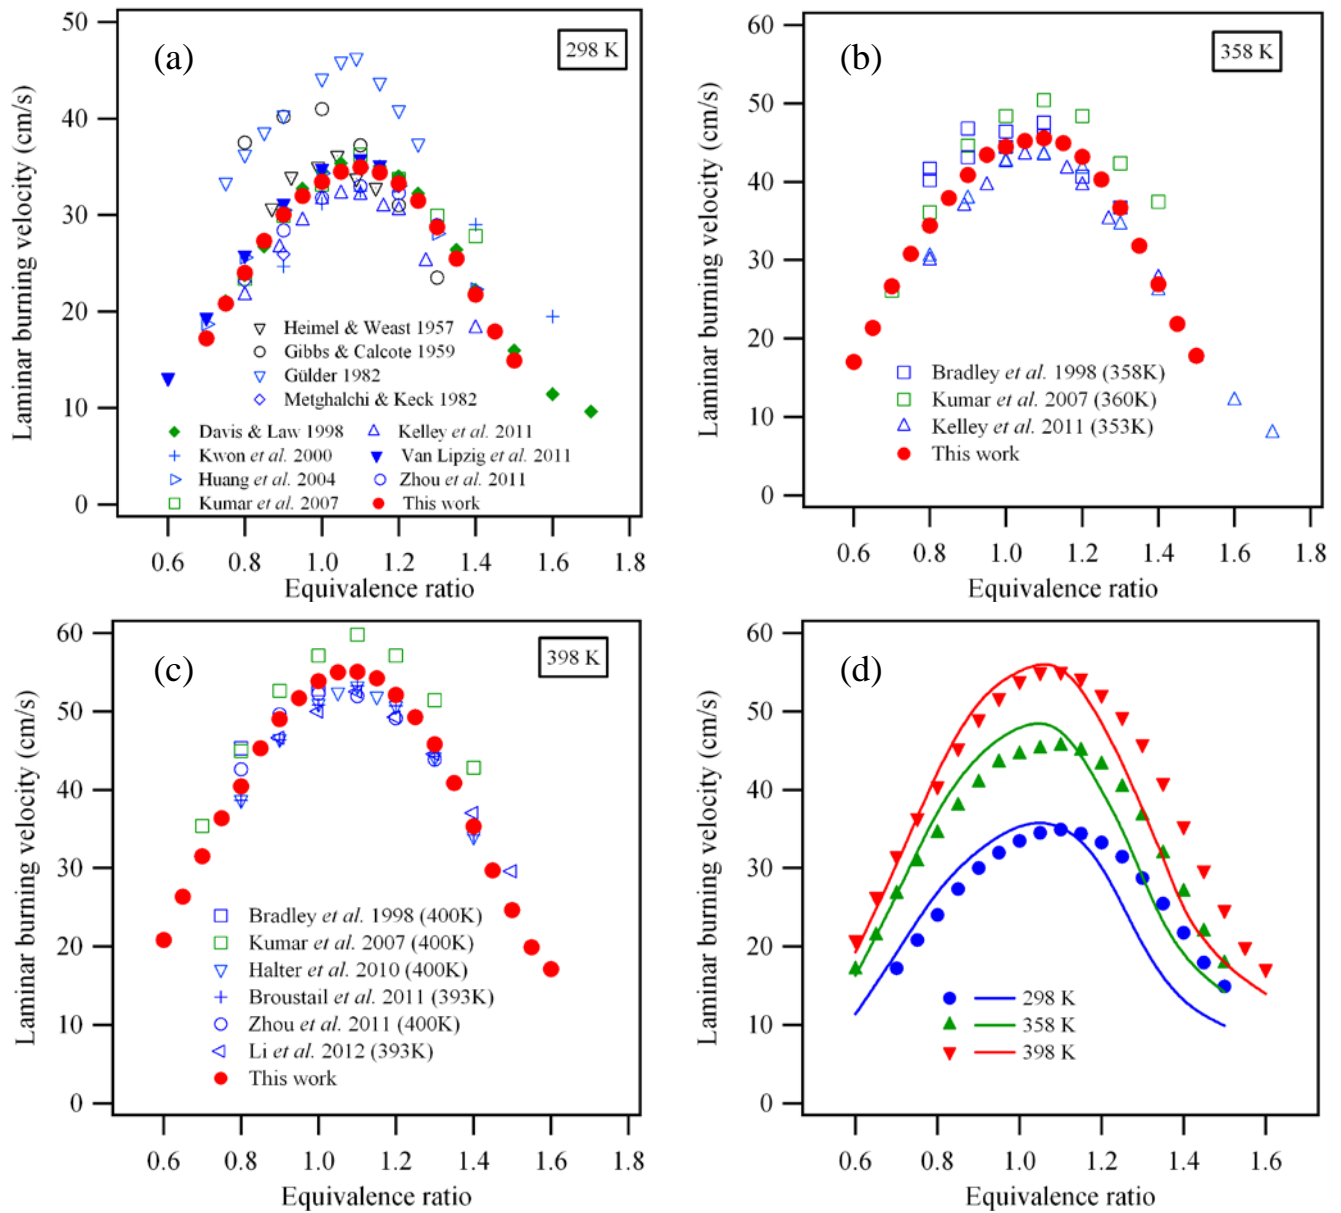 (a)
298 K
Laminar burning velocity (cm/s)
50
40
30
20
10
0
Heimel & Weast 1957
Gibbs & Calcote 1959
Gülder 1982
Metghalchi & Keck 1982
Davis & Law 1998
Kelley et al. 2011
Kwon et al. 2000
Van Lipzig et al. 2011
Huang et al. 2004
Zhou et al. 2011
Kumar et al. 2007
This work
0.6 0.8 1.0 1.2 1.4 1.6 1.8
Equivalence ratio
(b)
358 K
Laminar burning velocity (cm/s)
60
50
40
30
20
10
0
Bradley et al. 1998 (358K)
Kumar et al. 2007 (360K)
Kelley et al. 2011 (353K)
This work
0.6 0.8 1.0 1.2 1.4 1.6 1.8
Equivalence ratio
(c)
398 K
Laminar burning velocity (cm/s)
60
50
40
30
20
10
0
Bradley et al. 1998 (400K)
Kumar et al. 2007 (400K)
Halter et al. 2010 (400K)
Broustail et al. 2011 (393K)
Zhou et al. 2011 (400K)
Li et al. 2012 (393K)
This work
0.6 0.8 1.0 1.2 1.4 1.6 1.8
Equivalence ratio
(d)
Laminar burning velocity (cm/s)
60
50
40
30
20
10
0
298 K
358 K
398 K
0.6 0.8 1.0 1.2 1.4 1.6
Equivalence ratio